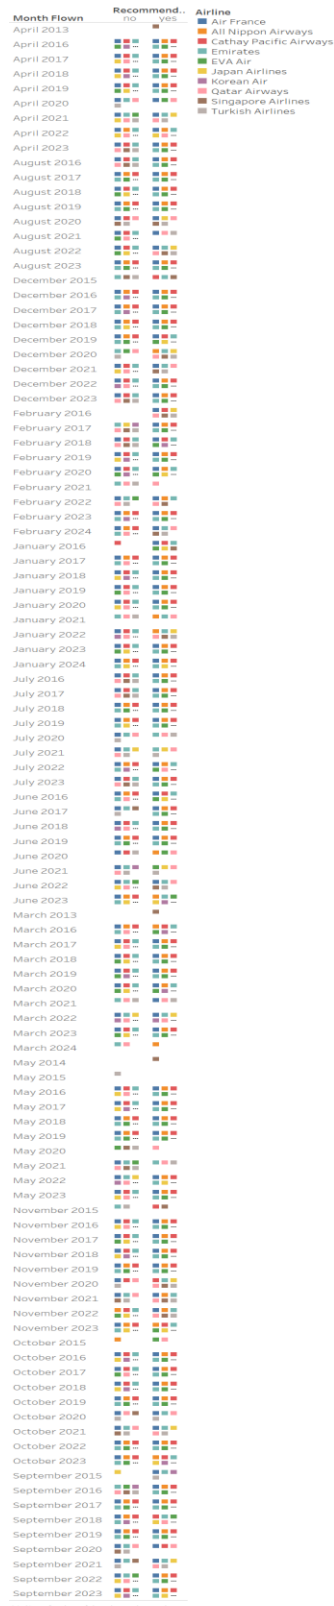 Recommend..
Month Flown
no
yes
Airline
Air France
All Nippon Airways
Cathay Pacific Airways
Emirates
EVA Air
Japan Airlines
Korean Air
Qatar Airways
Singapore Airlines
Turkish Airlines
April 2013
April 2016
April 2017
April 2018
April 2019
April 2020
April 2021
April 2022
April 2023
August 2016
August 2017
August 2018
August 2019
August 2020
August 2021
August 2022
August 2023
December 2015
December 2016
December 2017
December 2018
December 2019
December 2020
December 2021
December 2022
December 2023
February 2016
February 2017
February 2018
February 2019
February 2020
February 2021
February 2022
February 2023
February 2024
January 2016
January 2017
January 2018
January 2019
January 2020
January 2021
January 2022
January 2023
January 2024
July 2016
July 2017
July 2018
July 2019
July 2020
July 2021
July 2022
July 2023
June 2016
June 2017
June 2018
June 2019
June 2020
June 2021
June 2022
June 2023
March 2013
March 2016
March 2017
March 2018
March 2019
March 2020
March 2021
March 2022
March 2023
March 2024
May 2014
May 2015
May 2016
May 2017
May 2018
May 2019
May 2020
May 2021
May 2022
May 2023
November 2015
November 2016
November 2017
November 2018
November 2019
November 2020
November 2021
November 2022
November 2023
October 2015
October 2016
October 2017
October 2018
October 2019
October 2020
October 2021
October 2022
October 2023
September 2015
September 2016
September 2017
September 2018
September 2019
September 2020
September 2021
September 2022
September 2023